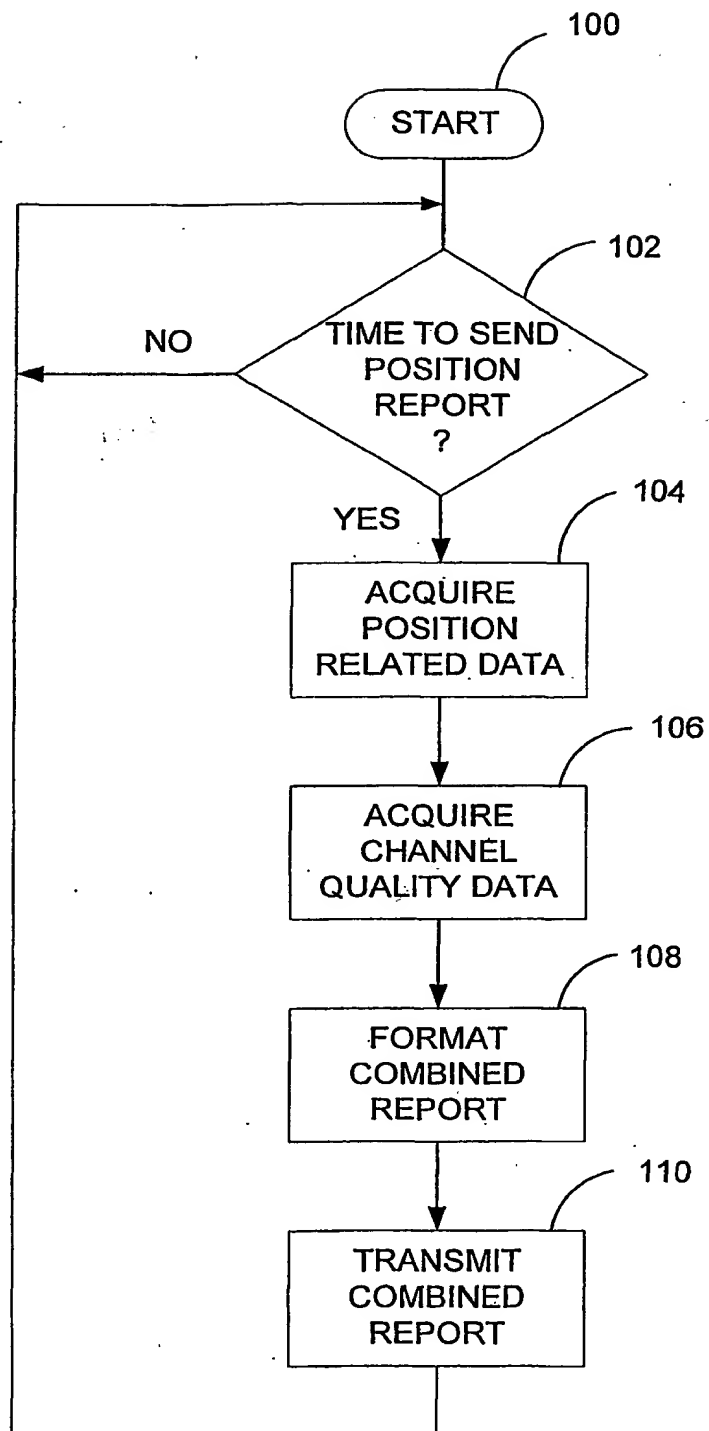 100
START
102
TIME TO SEND
POSITION
REPORT
?
NO
YES
104
ACQUIRE
POSITION
RELATED DATA
106
ACQUIRE
CHANNEL
QUALITY DATA
108
FORMAT
COMBINED
REPORT
110
TRANSMIT
COMBINED
REPORT